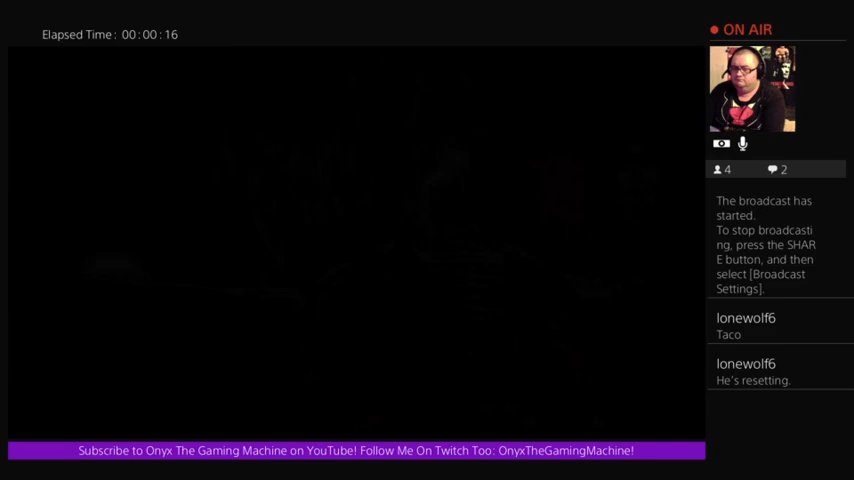 Elapsed Time: 00:00:16
ON AIR
4
2
The broadcast has
started.
To stop broadcasti
ng, press the SHAR
E button, and then
select [Broadcast
Settings].
lonewolf6
Taco
lonewolf6
He's resetting.
Subscribe to Onyx The Gaming Machine on YouTube! Follow Me On Twitch Too: OnyxTheGamingMachine!